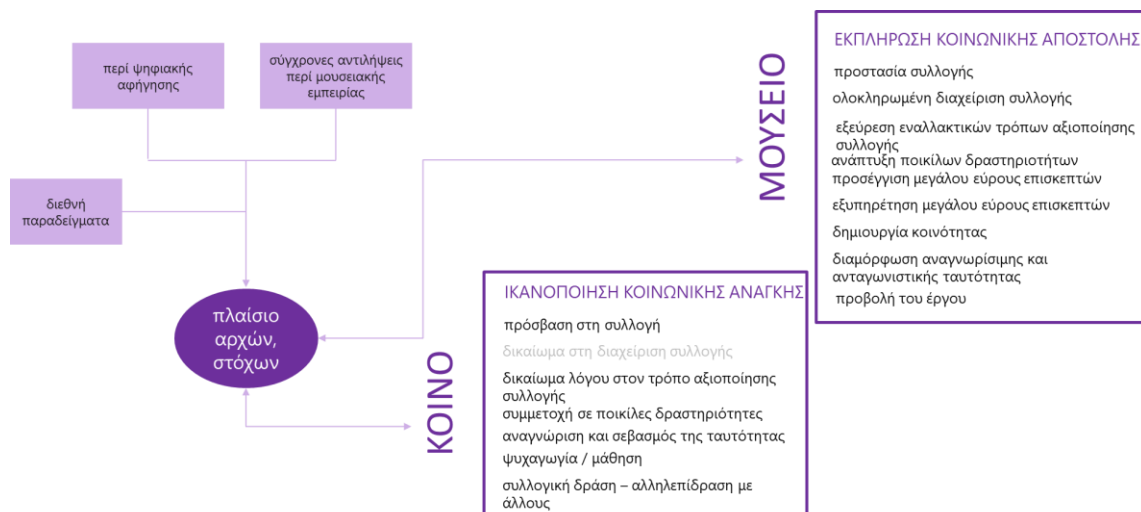 περί ψηφιακής
αφήγησης
σύγχρονες αντιλήψεις
περί μουσειακής
εμπειρίας
διεθνή
παραδείγματα
πλαίσιο
αρχών,
στόχων
ΜΟΥΣΕΙΟ
ΕΚΠΛΗΡΩΣΗ ΚΟΙΝΩΝΙΚΗΣ ΑΠΟΣΤΟΛΗΣ
προστασία συλλογής
ολοκληρωμένη διαχείριση συλλογής
εξεύρεση εναλλακτικών τρόπων αξιοποίησης
συλλογής
ανάπτυξη ποικίλων δραστηριοτήτων
προσέγγιση μεγάλου εύρους επισκεπτών
εξυπηρέτηση μεγάλου εύρους επισκεπτών
δημιουργία κοινότητας
διαμόρφωση αναγνωρίσιμης και
ανταγωνιστικής ταυτότητας
προβολή του έργου
ΚΟΙΝΟ
ΙΚΑΝΟΠΟΙΗΣΗ ΚΟΙΝΩΝΙΚΗΣ ΑΝΑΓΚΗΣ
πρόσβαση στη συλλογή
δικαίωμα στη διαχείριση συλλογής
δικαίωμα λόγου στον τρόπο αξιοποίησης
συλλογής
συμμετοχή σε ποικίλες δραστηριότητες
αναγνώριση και σεβασμός της ταυτότητας
ψυχαγωγία / μάθηση
συλλογική δράση – αλληλεπίδραση με
άλλους